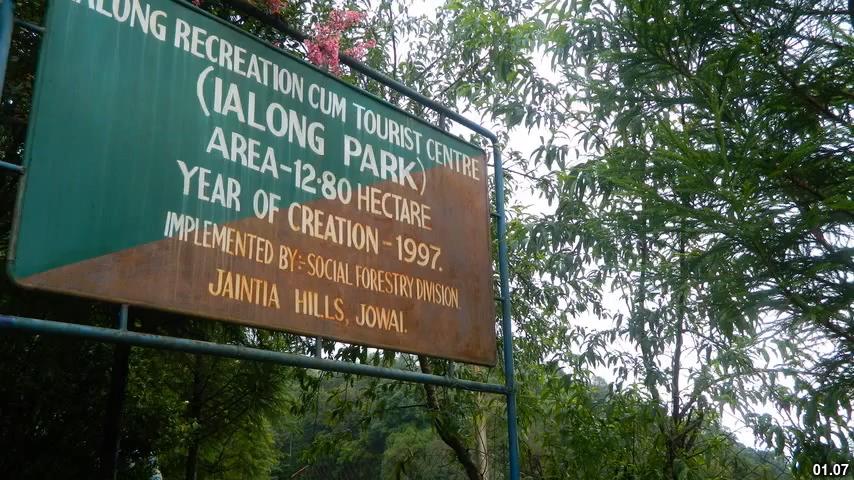 IALONG RECREATION CUM TOURIST CENTRE
(IALONG PARK)
AREA-12·80 HECTARE
YEAR OF CREATION-1997.
IMPLEMENTED BY:-SOCIAL FORESTRY DIVISION.
JAINTIA HILLS, JOWAI.
01.07